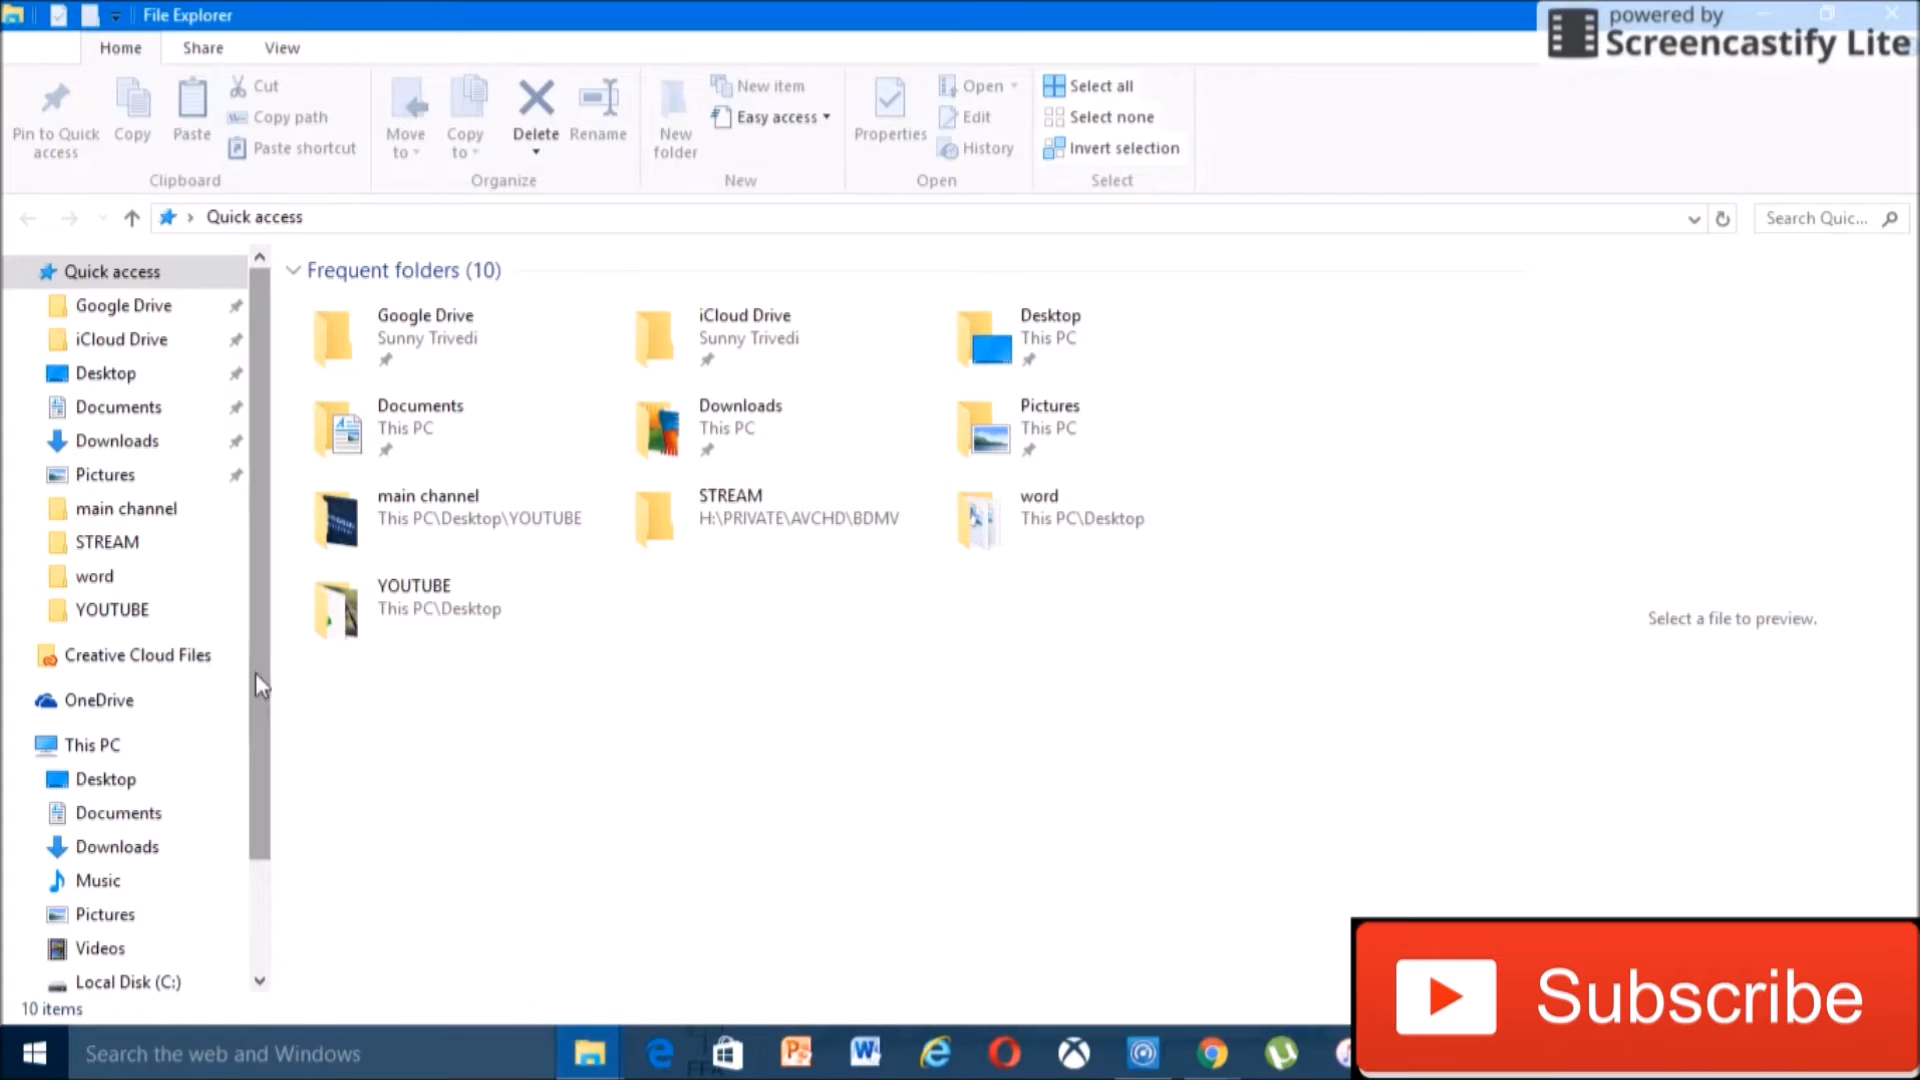 File Explorer
powered by
Screencastify Lite
Home Share View
Pin to Quick access
Copy
Paste
Cut
Copy path
Paste shortcut
Clipboard
Move to
Copy to
Delete
Rename
Organize
New folder
New item
Easy access
New
Properties
Open
Edit
History
Open
Select all
Select none
Invert selection
Select
Quick access
Search Quic...
Quick access
Google Drive
iCloud Drive
Desktop
Documents
Downloads
Pictures
main channel
STREAM
word
YOUTUBE
Creative Cloud Files
OneDrive
This PC
Desktop
Documents
Downloads
Music
Pictures
Videos
Local Disk (C:)
Frequent folders (10)
Google Drive
Sunny Trivedi
iCloud Drive
Sunny Trivedi
Desktop
This PC
Documents
This PC
Downloads
This PC
Pictures
This PC
main channel
This PC\Desktop\YOUTUBE
STREAM
H:\PRIVATE\AVCHD\BDMV
word
This PC\Desktop
YOUTUBE
This PC\Desktop
Select a file to preview.
10 items
Subscribe
Search the web and Windows